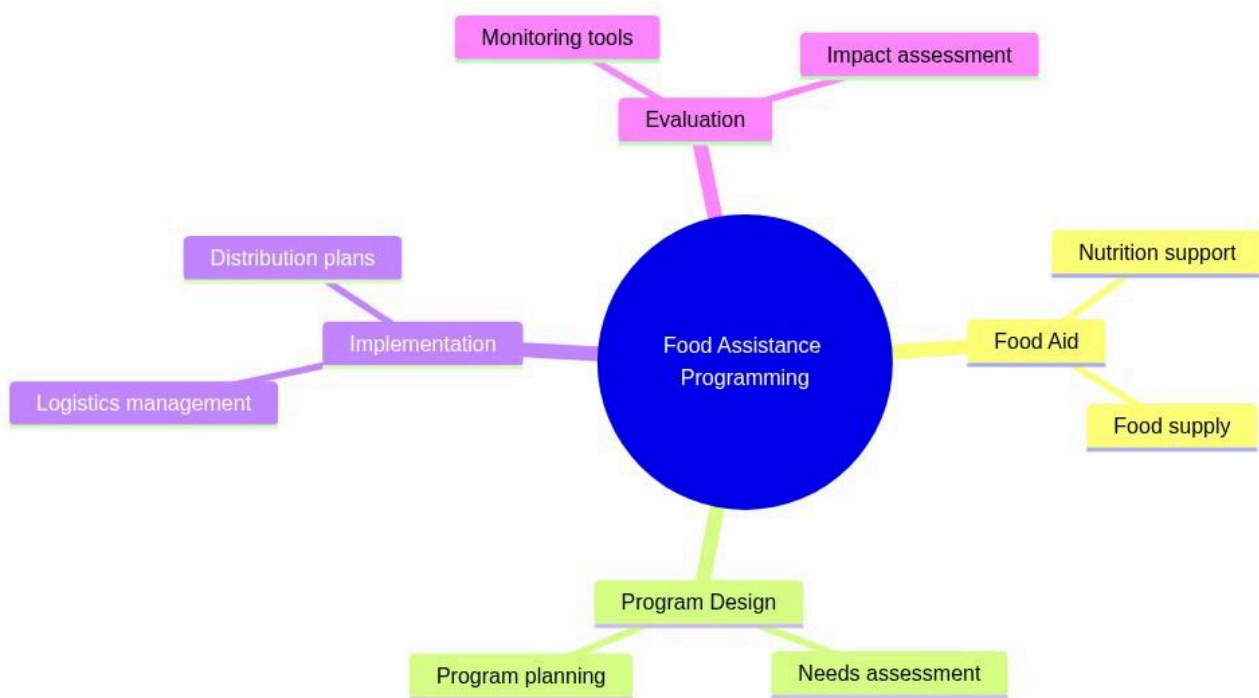 Monitoring tools
Impact assessment
Evaluation
Distribution plans
Nutrition support
Implementation
Food Assistance
Programming
Food Aid
Logistics management
Food supply
Program Design
Program planning
Needs assessment